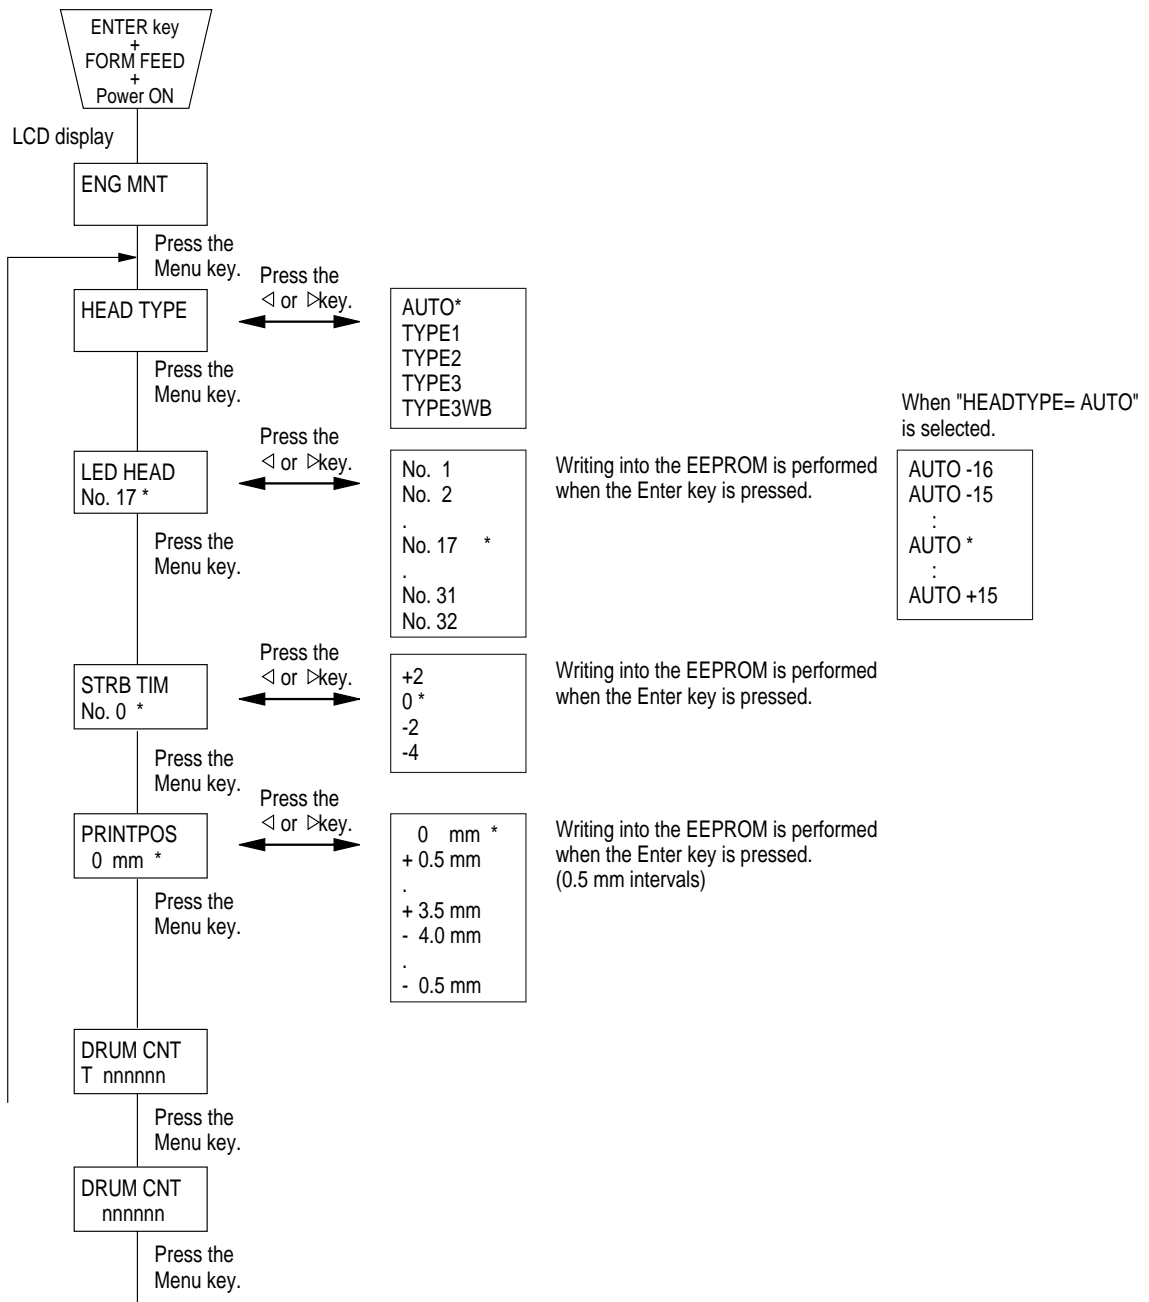 ENTER key
+
FORM FEED
+
Power ON
LCD display
ENG MNT
Press the
Menu key.
HEAD TYPE
Press the
◁ or ▷key.
AUTO*
TYPE1
TYPE2
TYPE3
TYPE3WB
Press the
Menu key.
LED HEAD
No. 17 *
Press the
◁ or ▷key.
No. 1
No. 2
.
No. 17 *
.
No. 31
No. 32
Writing into the EEPROM is performed
when the Enter key is pressed.
When "HEADTYPE= AUTO"
is selected.
AUTO -16
AUTO -15
:
AUTO *
:
AUTO +15
Press the
Menu key.
STRB TIM
No. 0 *
Press the
◁ or ▷key.
+2
0 *
-2
-4
Writing into the EEPROM is performed
when the Enter key is pressed.
Press the
Menu key.
PRINTPOS
0 mm *
Press the
◁ or ▷key.
0 mm *
+ 0.5 mm
.
+ 3.5 mm
- 4.0 mm
.
- 0.5 mm
Writing into the EEPROM is performed
when the Enter key is pressed.
(0.5 mm intervals)
Press the
Menu key.
DRUM CNT
T nnnnnn
Press the
Menu key.
DRUM CNT
nnnnnn
Press the
Menu key.